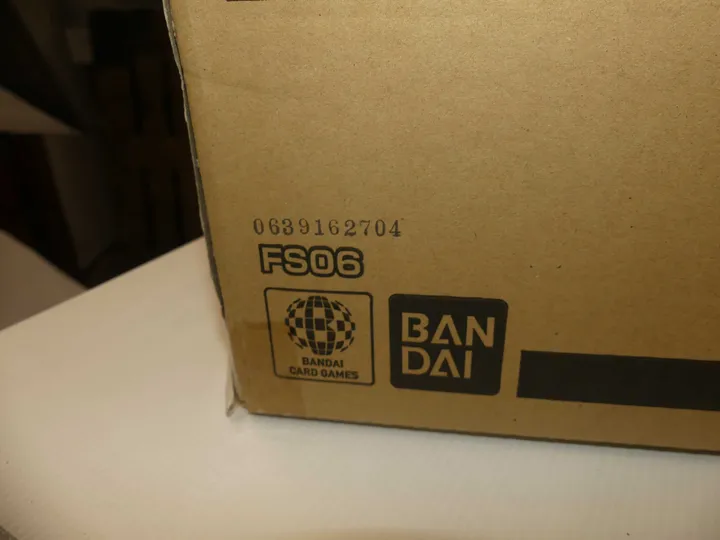 0639162704
FS06
BANDAI
CARD GAMES
BAN
DAI